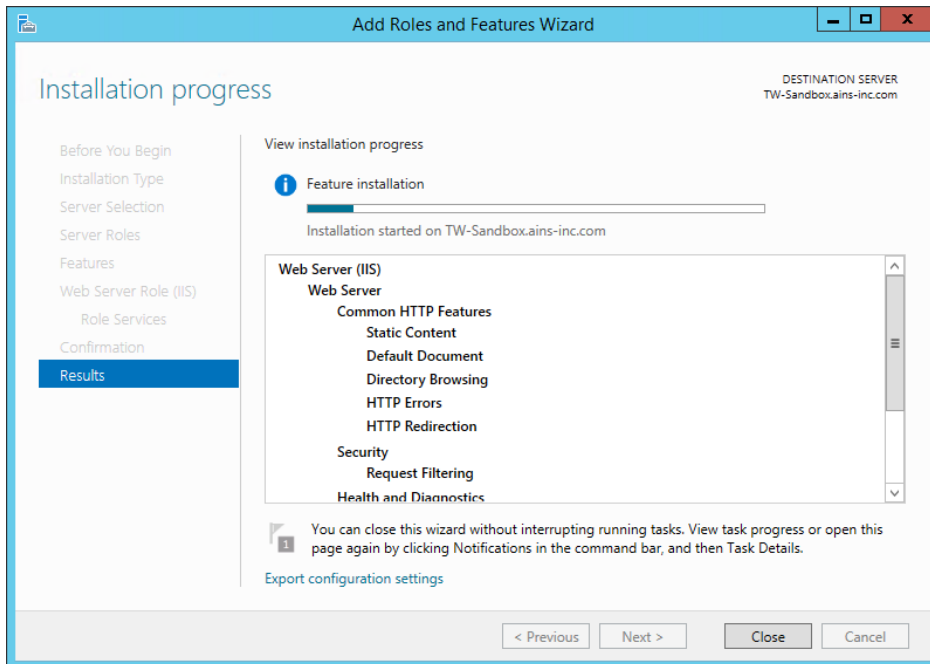 Add Roles and Features Wizard
Installation progress
DESTINATION SERVER
TW-Sandbox.ains-inc.com
Before You Begin
Installation Type
Server Selection
Server Roles
Features
Web Server Role (IIS)
Role Services
Confirmation
Results
View installation progress
Feature installation
Installation started on TW-Sandbox.ains-inc.com
Web Server (IIS)
Web Server
Common HTTP Features
Static Content
Default Document
Directory Browsing
HTTP Errors
HTTP Redirection
Security
Request Filtering
Health and Diagnostics
1
You can close this wizard without interrupting running tasks. View task progress or open this
page again by clicking Notifications in the command bar, and then Task Details.
Export configuration settings
< Previous
Next >
Close
Cancel